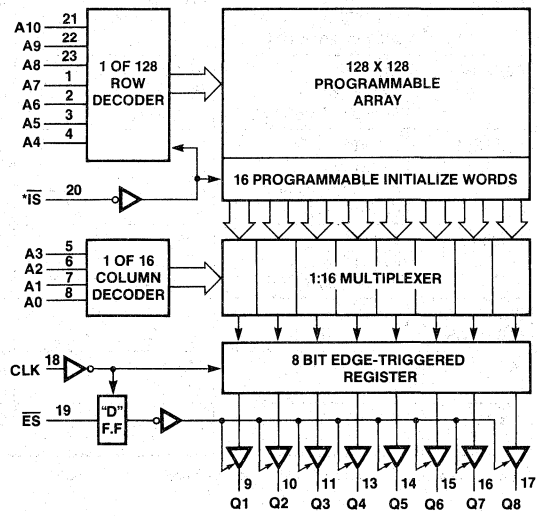 A10 21
A9 22
A8 23
A7 1
A6 2
A5 3
A4 4
1 OF 128
ROW
DECODER
128 X 128
PROGRAMMABLE
ARRAY
16 PROGRAMMABLE INITIALIZE WORDS
*IS 20
A3 5
A2 6
A1 7
A0 8
1 OF 16
COLUMN
DECODER
1:16 MULTIPLEXER
CLK 18
8 BIT EDGE-TRIGGERED
REGISTER
ES 19
"D"
F.F
9 10 11 13 14 15 16 17
Q1 Q2 Q3 Q4 Q5 Q6 Q7 Q8